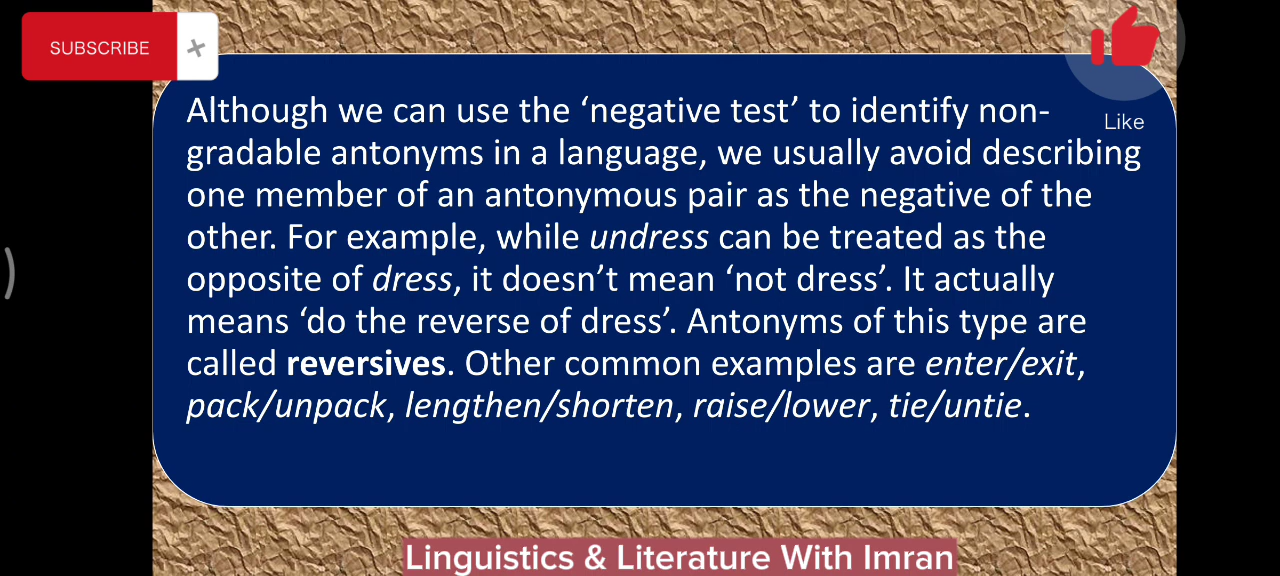 SUBSCRIBE
Although we can use the ‘negative test’ to identify non-
Like
gradable antonyms in a language, we usually avoid describing
one member of an antonymous pair as the negative of the
other. For example, while undress can be treated as the
opposite of dress, it doesn’t mean ‘not dress’. It actually
means ‘do the reverse of dress’. Antonyms of this type are
called reversives. Other common examples are enter/exit,
pack/unpack, lengthen/shorten, raise/lower, tie/untie.
Linguistics & Literature With Imran